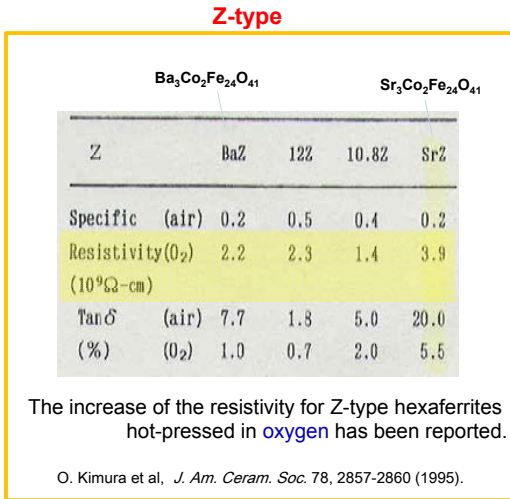 Z-type
Ba₃Co₂Fe₂₄O₄₁ Sr₃Co₂Fe₂₄O₄₁
Z BaZ 12Z 10.8Z SrZ
Specific (air) 0.2 0.5 0.4 0.2
Resistivity(O₂) 2.2 2.3 1.4 3.9
(10⁹Ω-cm)
Tanδ (air) 7.7 1.8 5.0 20.0
(%) (O₂) 1.0 0.7 2.0 5.5
The increase of the resistivity for Z-type hexaferrites
hot-pressed in oxygen has been reported.
O. Kimura et al, J. Am. Ceram. Soc. 78, 2857-2860 (1995).